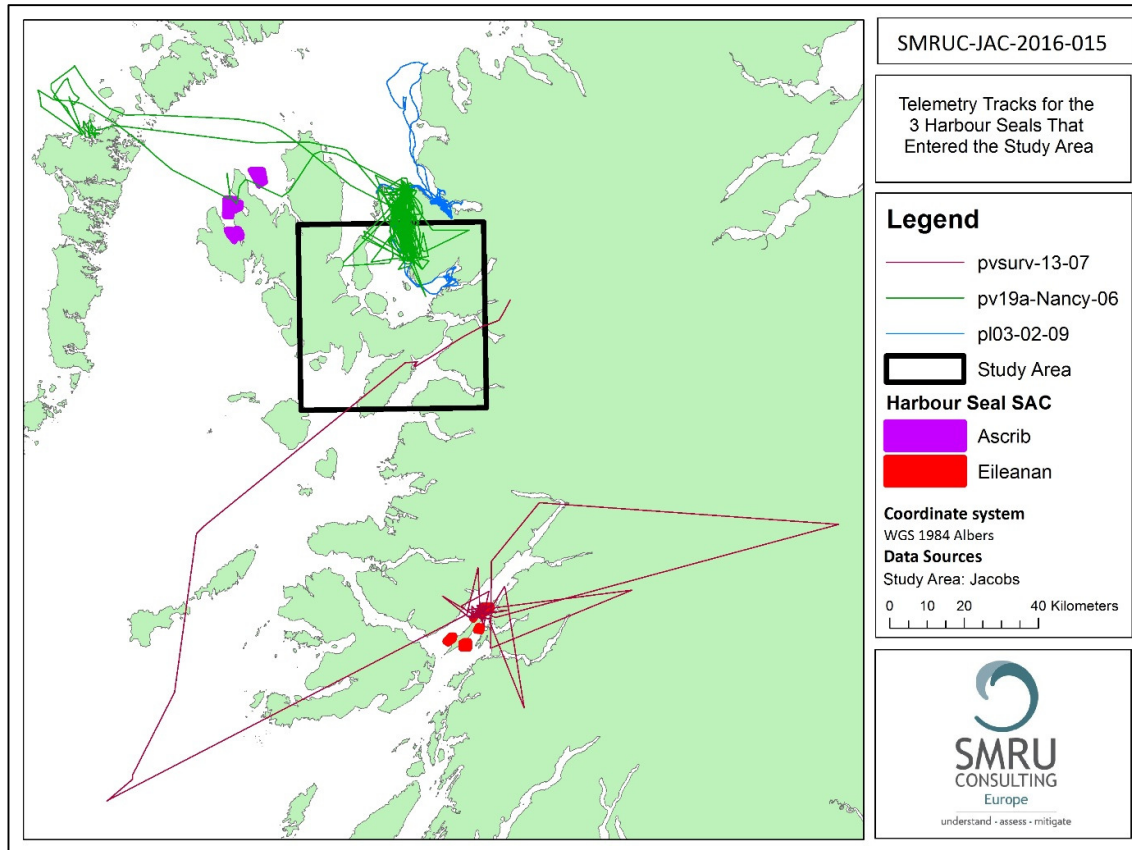 SMRUC-JAC-2016-015
Telemetry Tracks for the
3 Harbour Seals That
Entered the Study Area
Legend
pvsurv-13-07
pv19a-Nancy-06
pl03-02-09
Study Area
Harbour Seal SAC
Ascrib
Eileanan
Coordinate system
WGS 1984 Albers
Data Sources
Study Area: Jacobs
0 10 20 40 Kilometers
SMRU
CONSULTING
Europe
understand - assess - mitigate